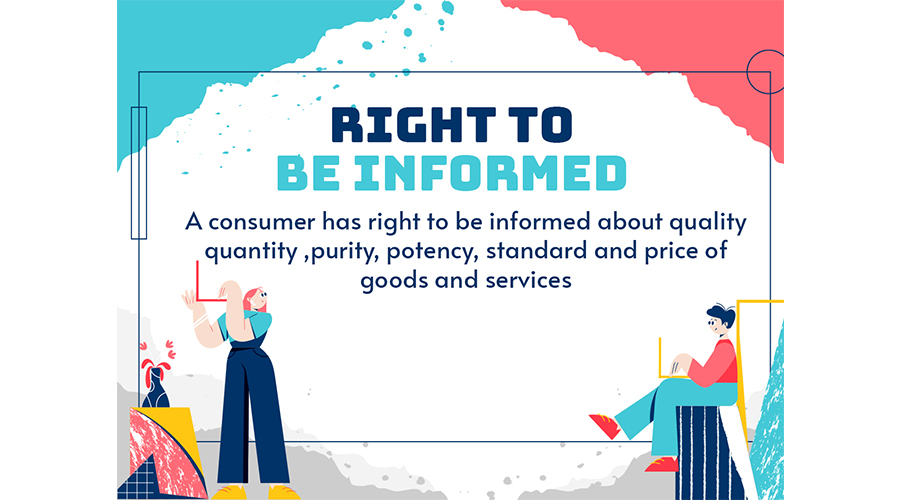 RIGHT TO
BE INFORMED
A consumer has right to be informed about quality
quantity ,purity, potency, standard and price of
goods and services